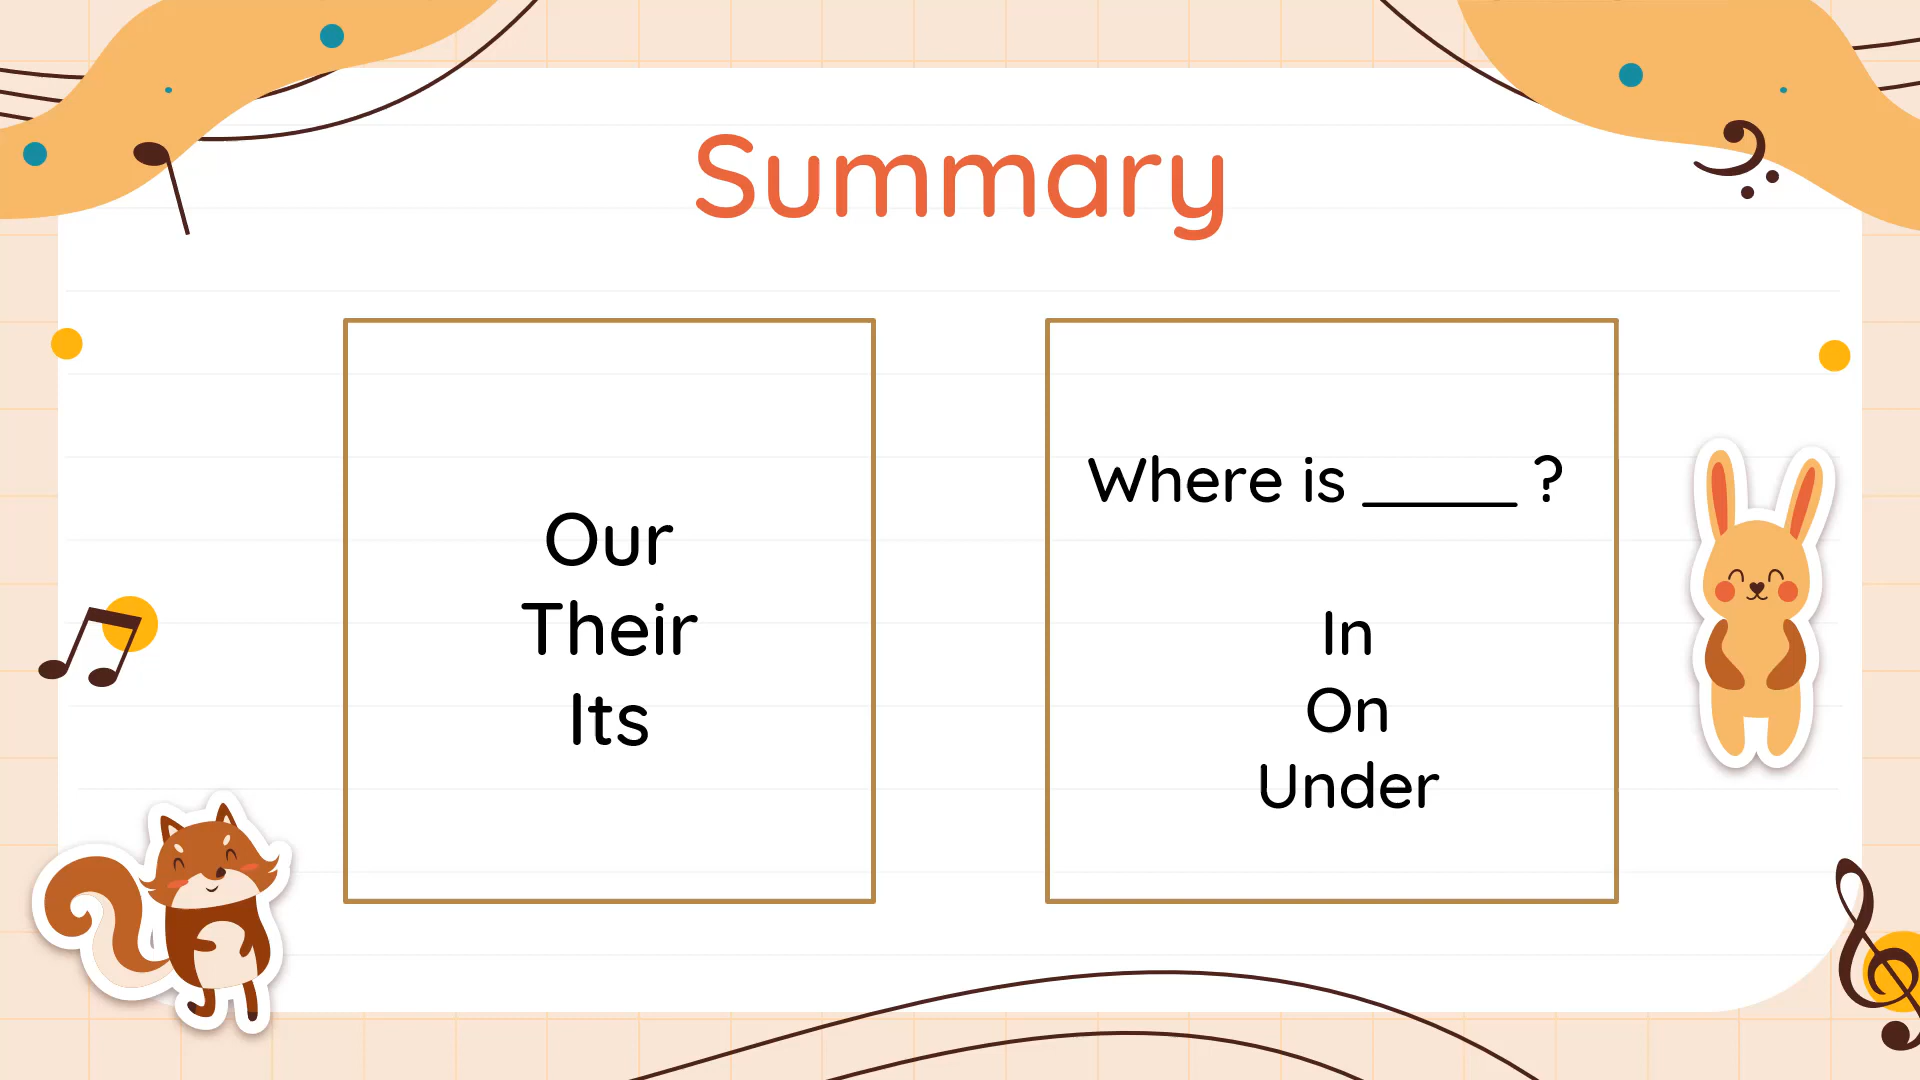 Summary
Our
Their
Its
Where is _____ ?
In
On
Under